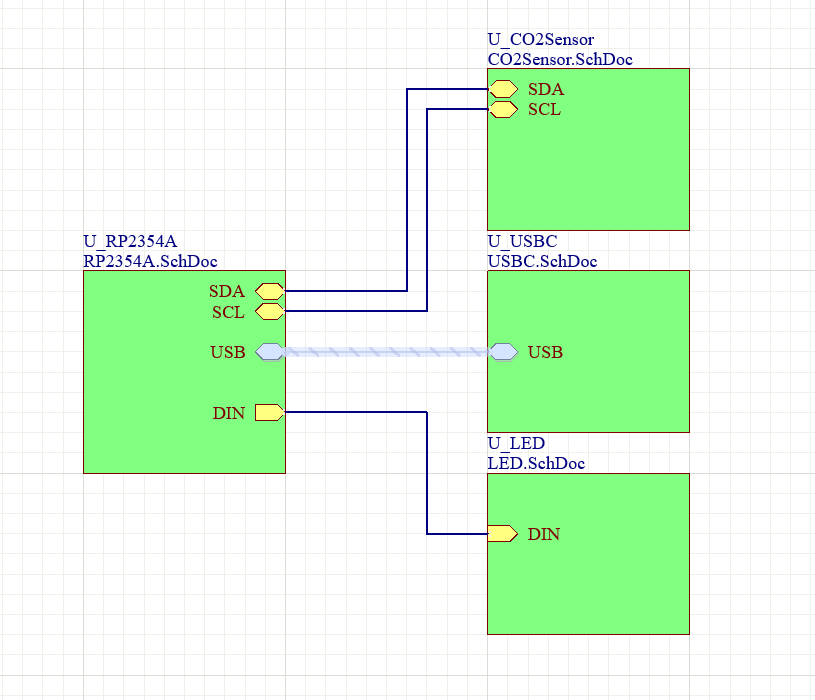 U_CO2Sensor
CO2Sensor.SchDoc
SDA
SCL
U_RP2354A
RP2354A.SchDoc
SDA
SCL
USB
DIN
U_USBC
USBC.SchDoc
USB
U_LED
LED.SchDoc
DIN